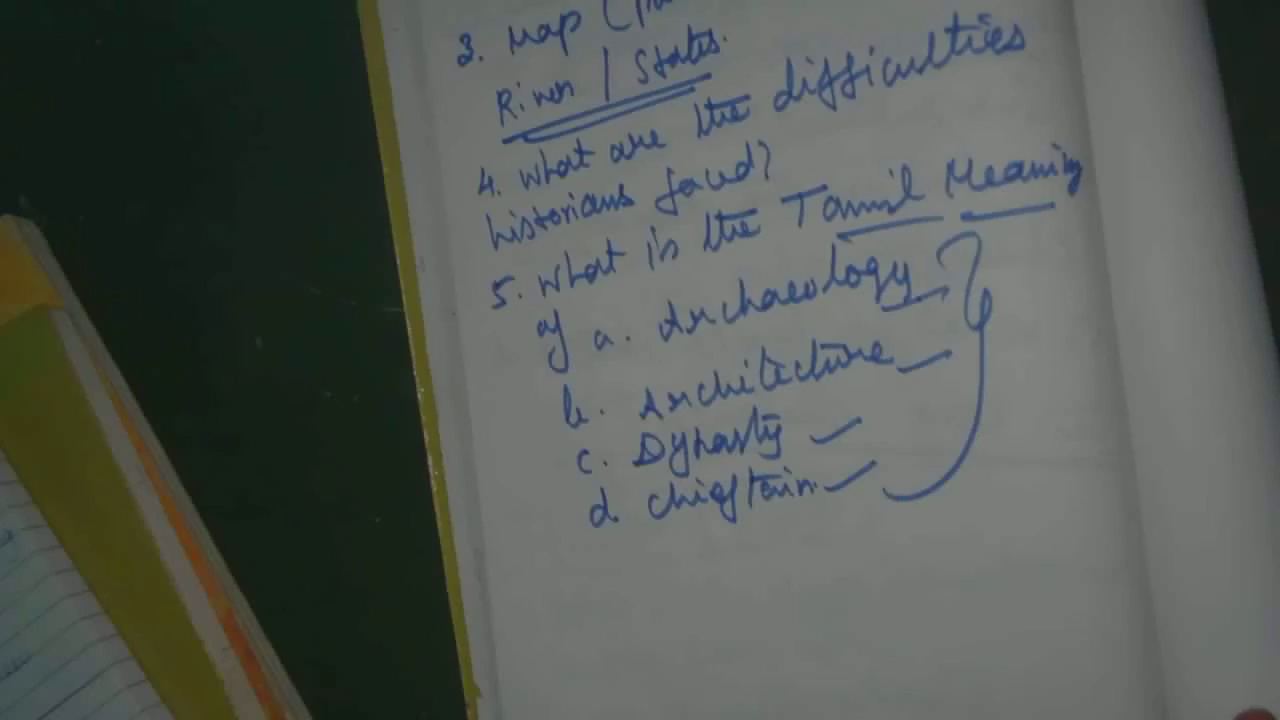 3. Map (
River / States.
4. What are the difficulties
historians faced?
5. What is the Tamil Meaning
of a. Archaeology
b. Architecture
c. Dynasty
d. Chieftain.